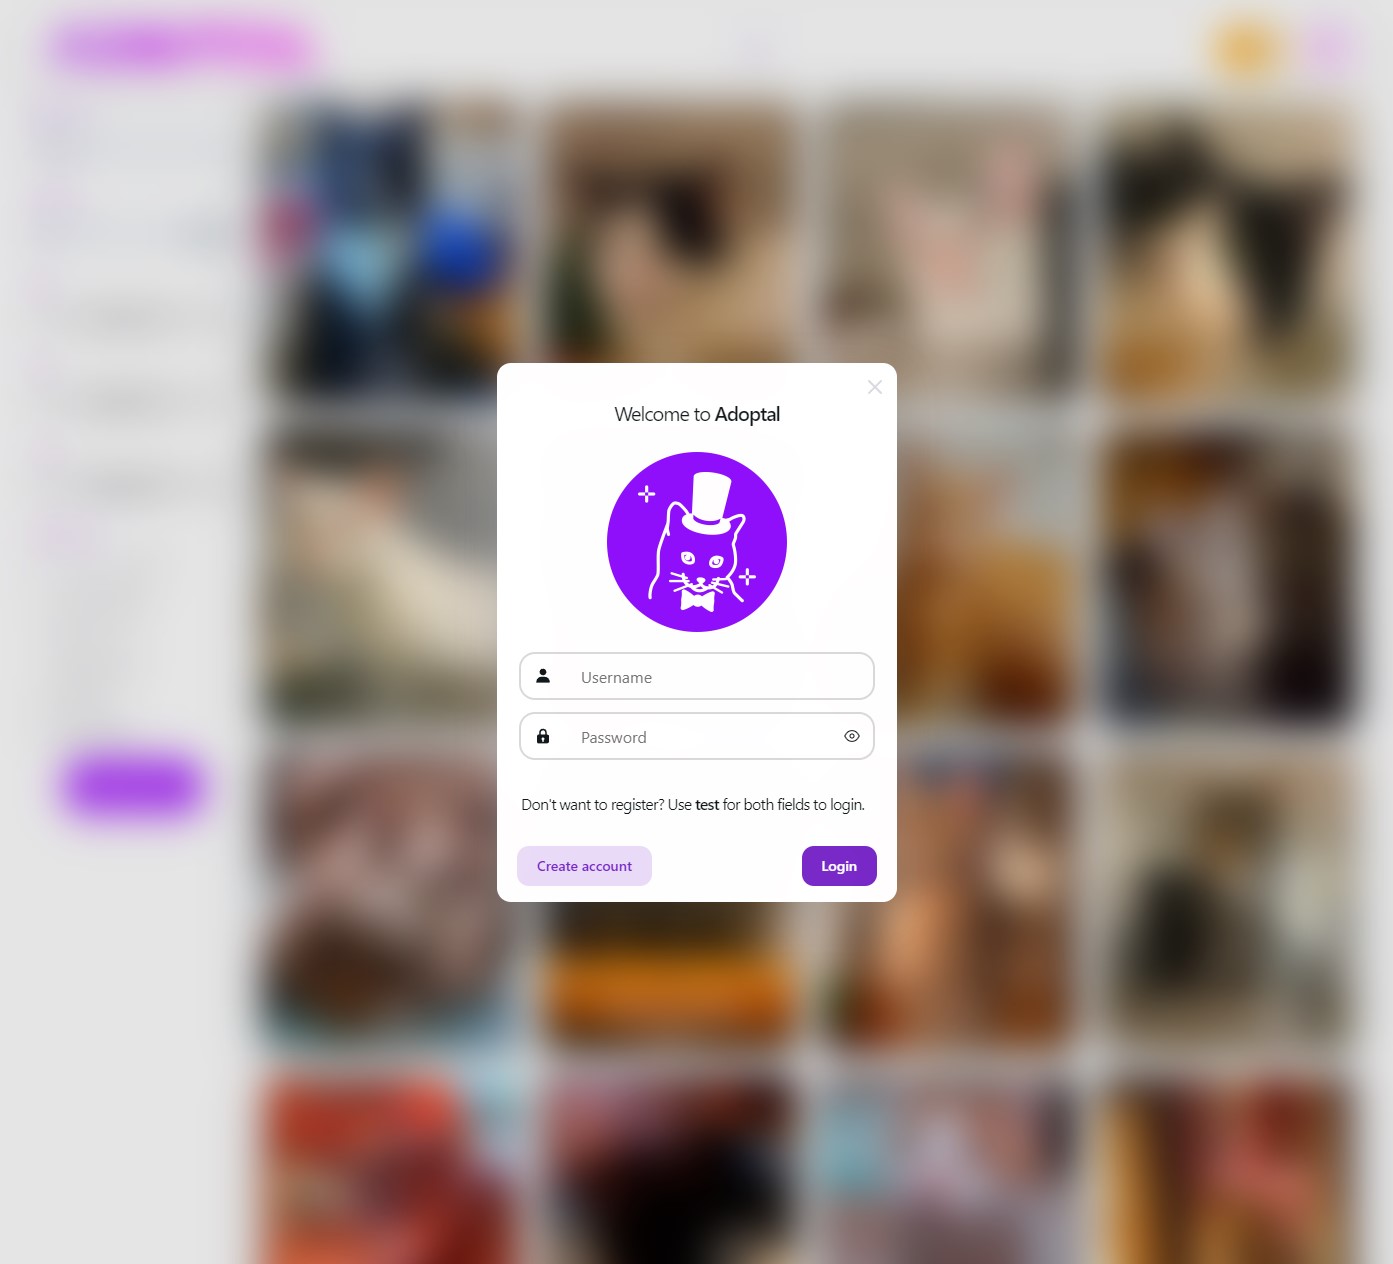 Welcome to Adoptal
Username
Password
Don't want to register? Use test for both fields to login.
Create account
Login